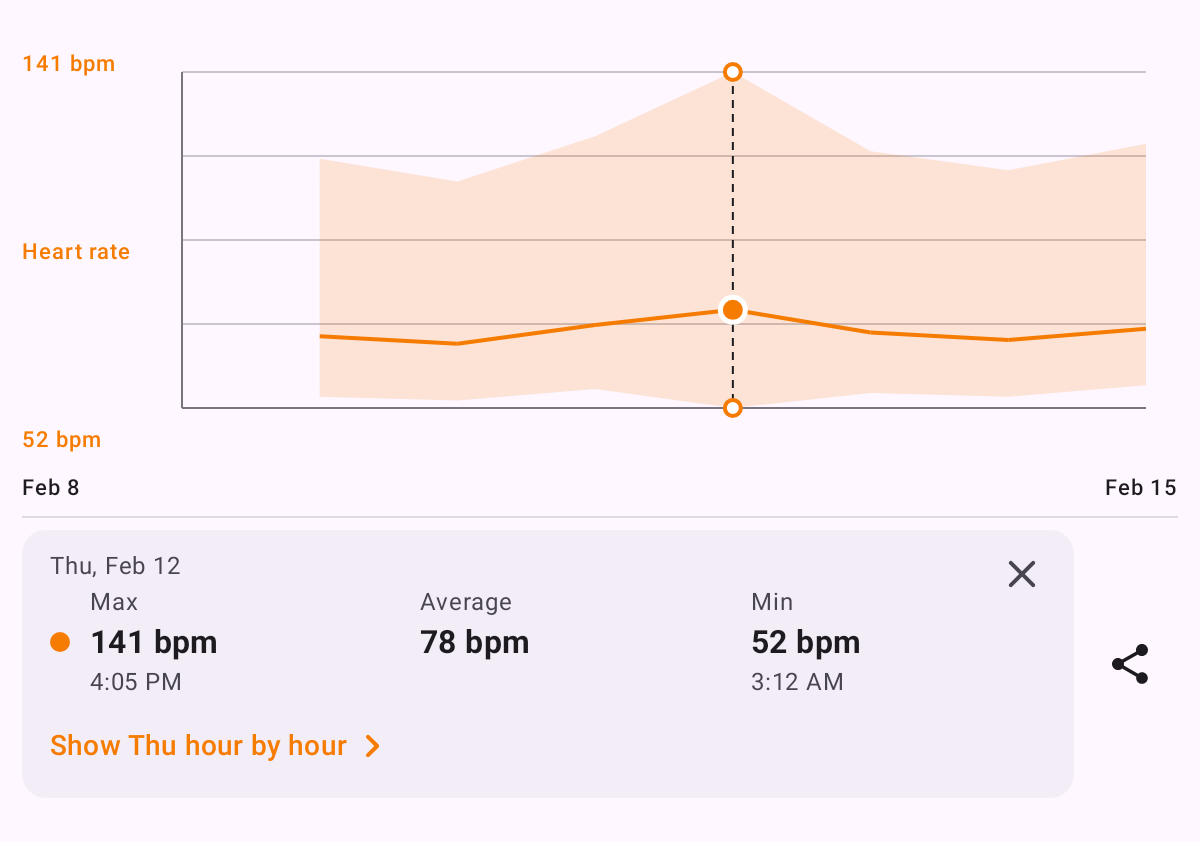 141 bpm
Heart rate
52 bpm
Feb 8
Feb 15
Thu, Feb 12
Max
Average
Min
141 bpm
78 bpm
52 bpm
4:05 PM
3:12 AM
Show Thu hour by hour